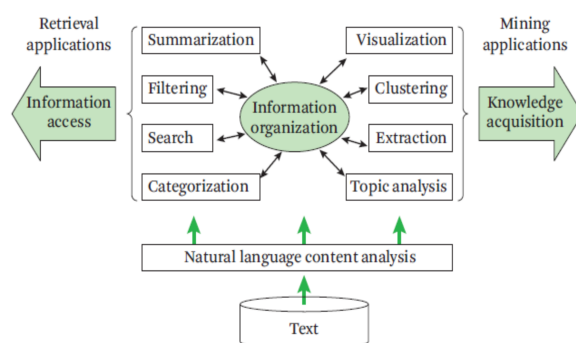 Retrieval
applications
Mining
applications
Summarization
Visualization
Filtering
Clustering
Information
access
Information
organization
Knowledge
acquisition
Search
Extraction
Categorization
Topic analysis
Natural language content analysis
Text